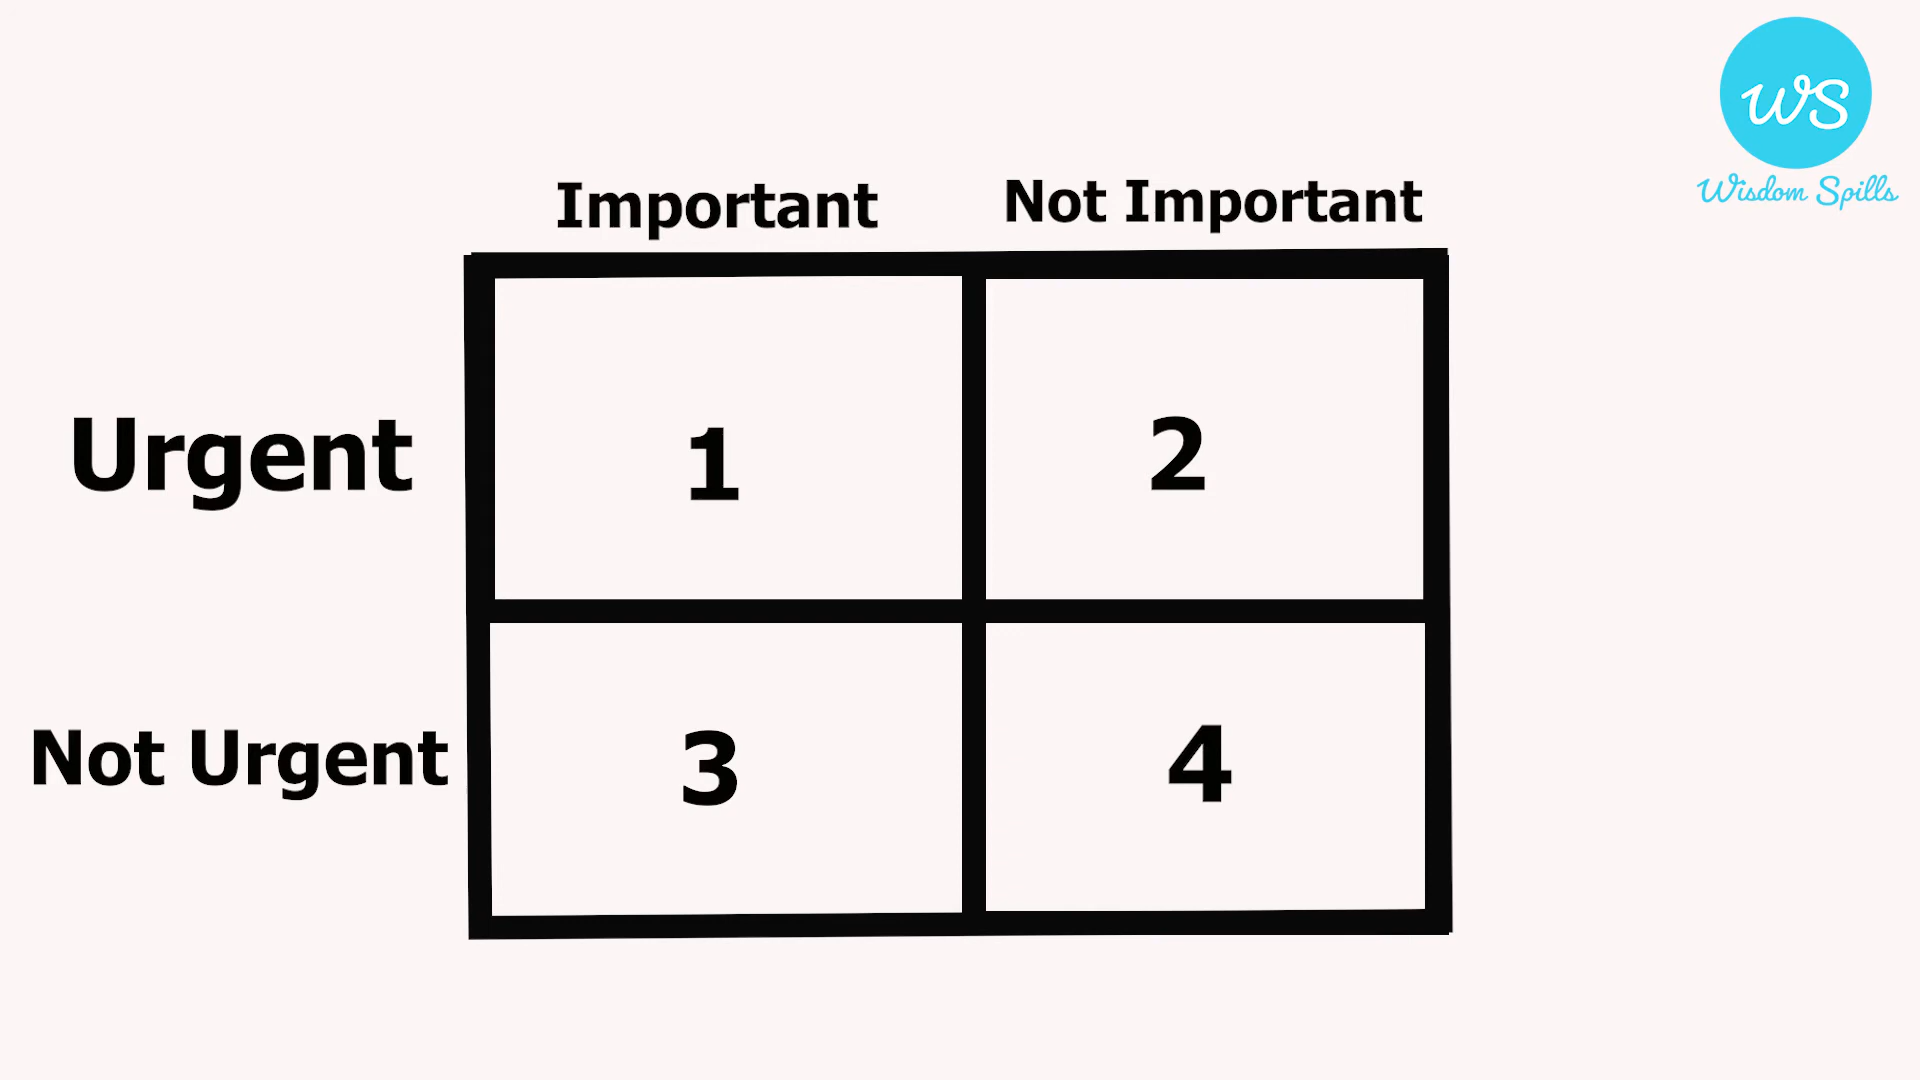 WS
Wisdom Spills
Important
Not Important
Urgent
1
2
Not Urgent
3
4